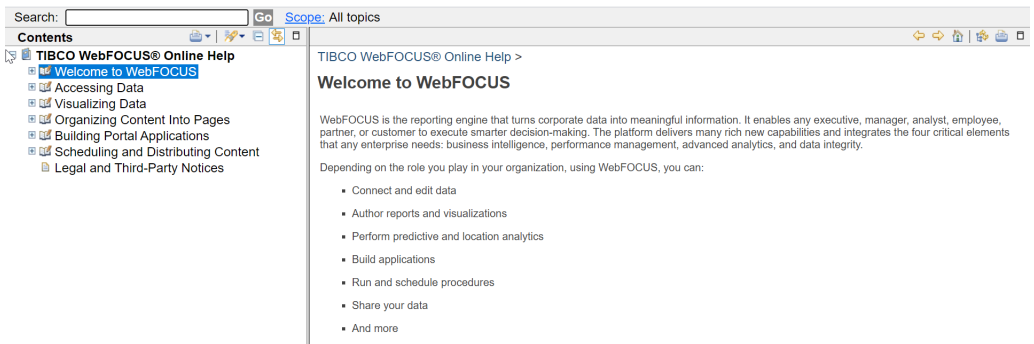 Search:
Go
Scope: All topics
Contents
TIBCO WebFOCUS® Online Help
Welcome to WebFOCUS
Accessing Data
Visualizing Data
Organizing Content Into Pages
Building Portal Applications
Scheduling and Distributing Content
Legal and Third-Party Notices
TIBCO WebFOCUS® Online Help >
Welcome to WebFOCUS
WebFOCUS is the reporting engine that turns corporate data into meaningful information. It enables any executive, manager, analyst, employee,
partner, or customer to execute smarter decision-making. The platform delivers many rich new capabilities and integrates the four critical elements
that any enterprise needs: business intelligence, performance management, advanced analytics, and data integrity.
Depending on the role you play in your organization, using WebFOCUS, you can:
▪ Connect and edit data
▪ Author reports and visualizations
▪ Perform predictive and location analytics
▪ Build applications
▪ Run and schedule procedures
▪ Share your data
▪ And more